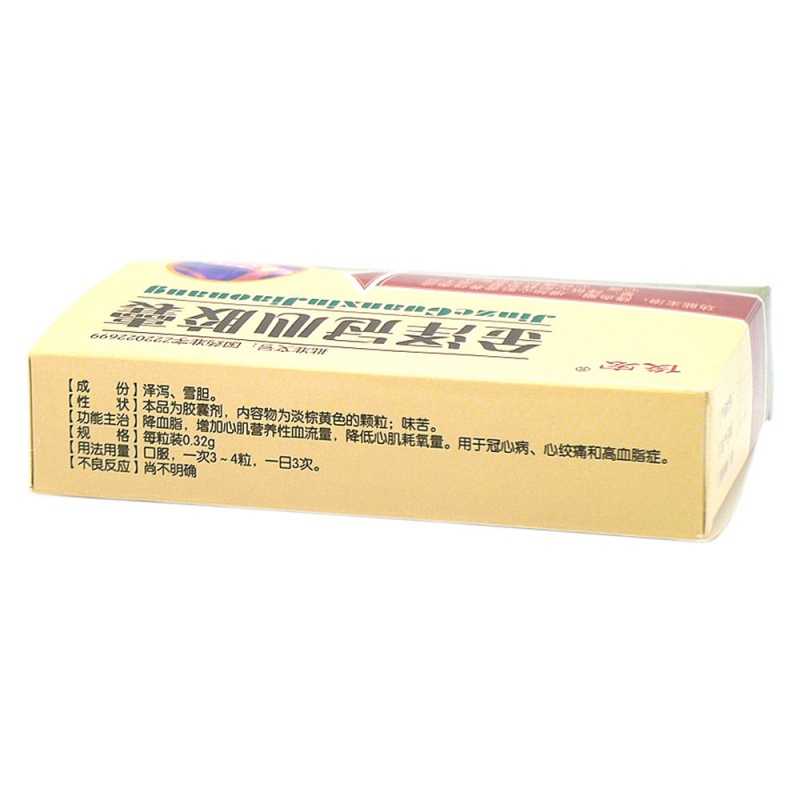 俊宏®
金泽冠心胶囊
JinzeGuanxinJiaonang
批准文号：国药准字Z22022699
功能主治：
【成　份】泽泻、雪胆。
【性　状】本品为胶囊剂，内容物为淡棕黄色的颗粒；味苦。
【功能主治】降血脂，增加心肌营养性血流量，降低心肌耗氧量。用于冠心病、心绞痛和高血脂症。
【规　格】每粒装0.32g
【用法用量】口服，一次3～4粒，一日3次。
【不良反应】尚不明确